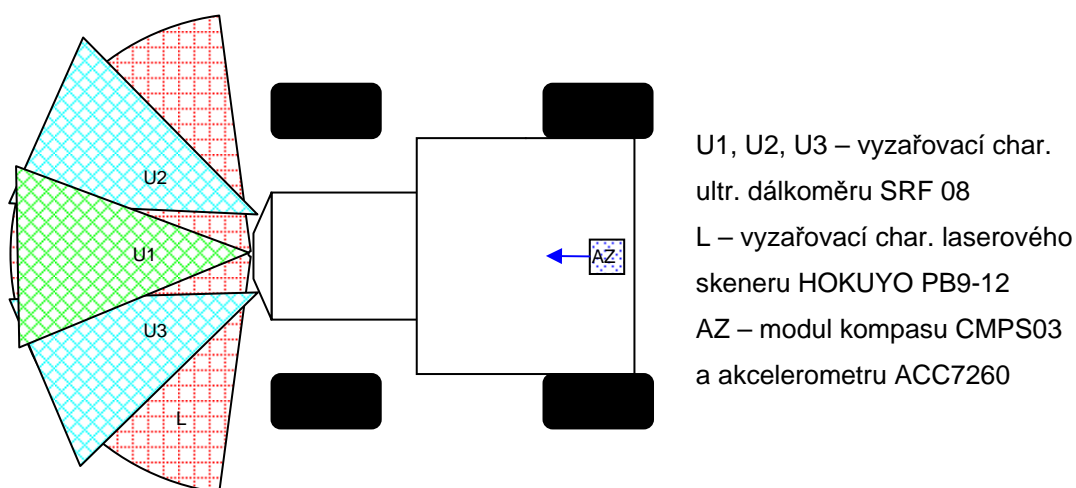 U2
U1
U3
L
AZ
U1, U2, U3 – vyzařovací char.
ultr. dálkoměru SRF 08
L – vyzařovací char. laserového
skeneru HOKUYO PB9-12
AZ – modul kompasu CMPS03
a akcelerometru ACC7260